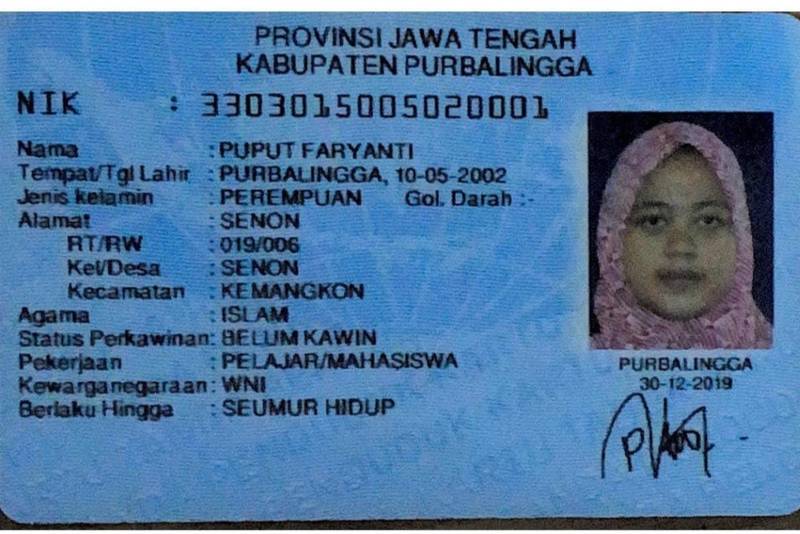 PROVINSI JAWA TENGAH
KABUPATEN PURBALINGGA
NIK : 3303015005020001
Nama : PUPUT FARYANTI
Tempat/Tgl Lahir : PURBALINGGA, 10-05-2002
Jenis kelamin : PEREMPUAN Gol. Darah :-
Alamat : SENON
RT/RW : 019/006
Kel/Desa : SENON
Kecamatan : KEMANGKON
Agama : ISLAM
Status Perkawinan: BELUM KAWIN
Pekerjaan : PELAJAR/MAHASISWA
Kewarganegaraan: WNI
Berlaku Hingga : SEUMUR HIDUP
PURBALINGGA
30-12-2019